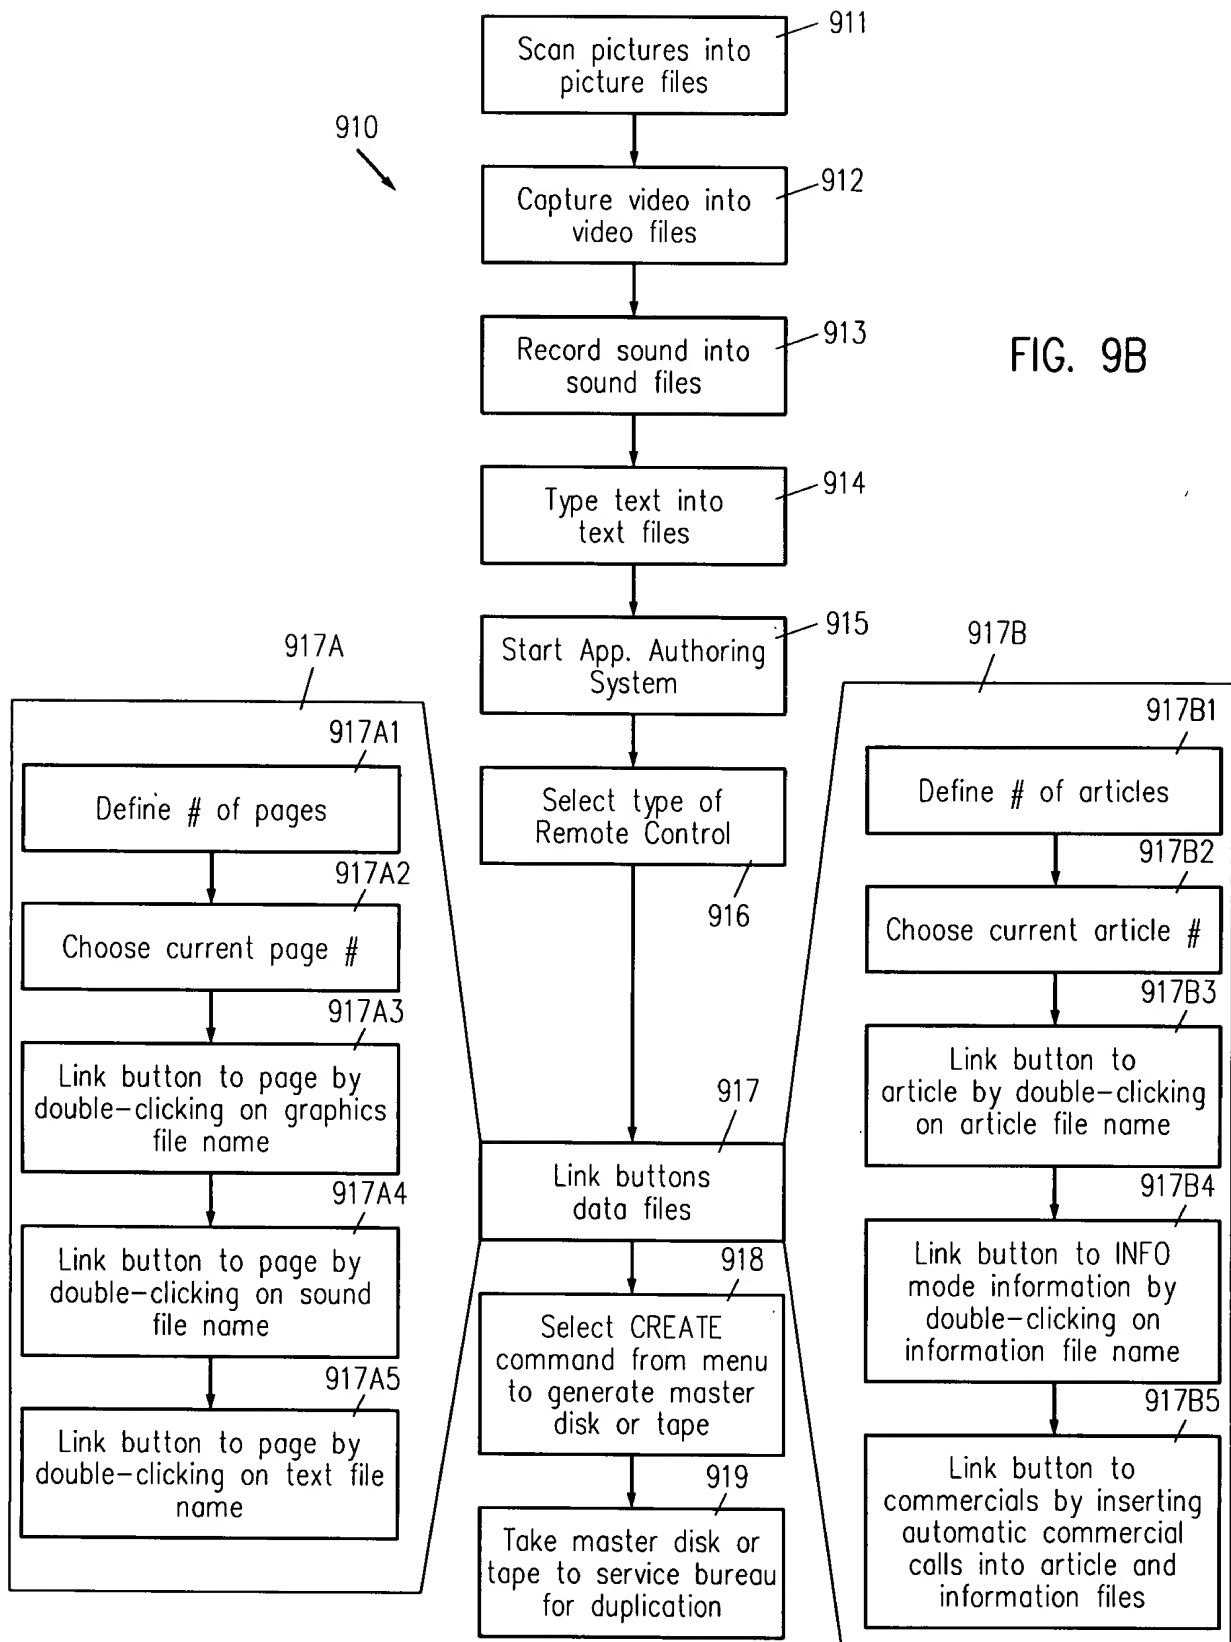 911
Scan pictures into
picture files
910
912
Capture video into
video files
913
Record sound into
sound files
FIG. 9B
914
Type text into
text files
915
Start App. Authoring
System
916
Select type of
Remote Control
917A
917A1
Define # of pages
917A2
Choose current page #
917A3
Link button to page by
double-clicking on graphics
file name
917A4
Link button to page by
double-clicking on sound
file name
917A5
Link button to page by
double-clicking on text file
name
917
Link buttons
data files
918
Select CREATE
command from menu
to generate master
disk or tape
919
Take master disk or
tape to service bureau
for duplication
917B
917B1
Define # of articles
917B2
Choose current article #
917B3
Link button to
article by double-clicking
on article file name
917B4
Link button to INFO
mode information by
double-clicking on
information file name
917B5
Link button to
commercials by inserting
automatic commercial
calls into article and
information files